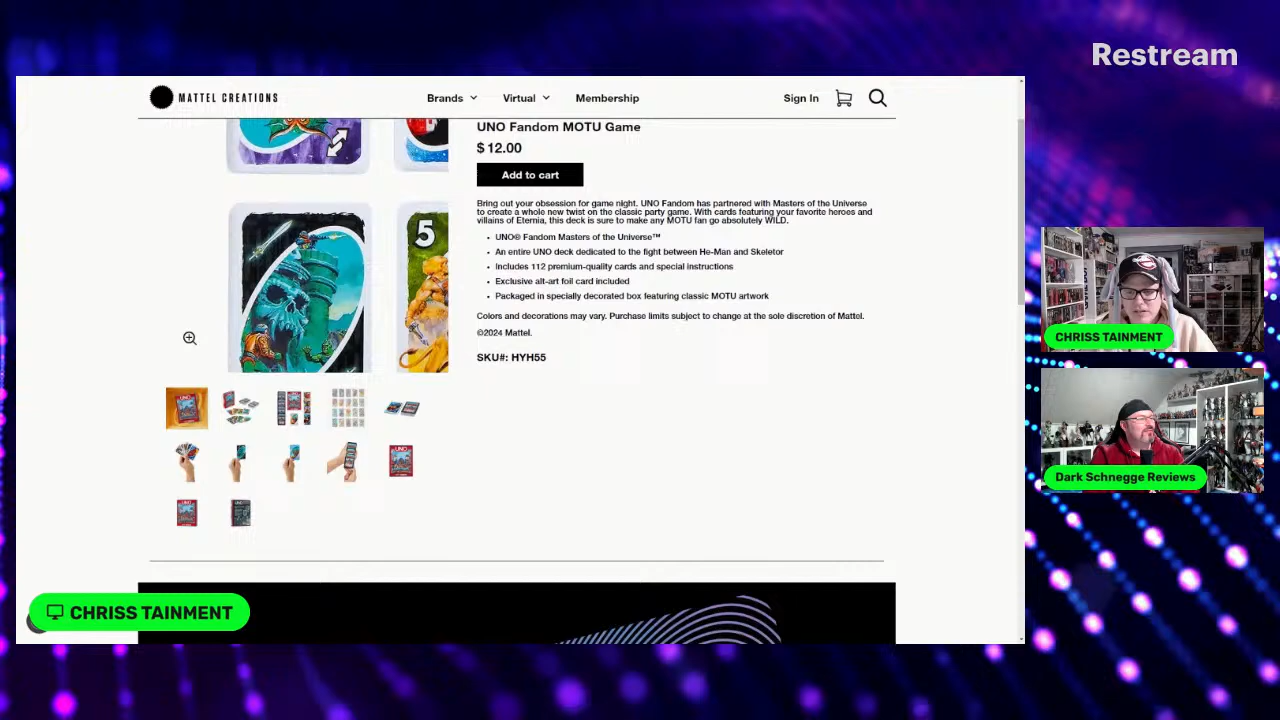 Restream
MATTEL CREATIONS
Brands
Virtual
Membership
Sign In
UNO Fandom MOTU Game
$ 12.00
Add to cart
Bring out your obsession for game night. UNO Fandom has partnered with Masters of the Universe
to create a whole new twist on the classic party game. With cards featuring your favorite heroes and
villains of Eternia, this deck is sure to make any MOTU fan go absolutely WILD.
• UNO® Fandom Masters of the Universe™
• An entire UNO deck dedicated to the fight between He-Man and Skeletor
• Includes 112 premium-quality cards and special instructions
• Exclusive alt-art foil card included
• Packaged in specially decorated box featuring classic MOTU artwork
Colors and decorations may vary. Purchase limits subject to change at the sole discretion of Mattel.
©2024 Mattel.
SKU#: HYH55
5
UNO
CHRISS TAINMENT
Dark Schnegge Reviews
CHRISS TAINMENT